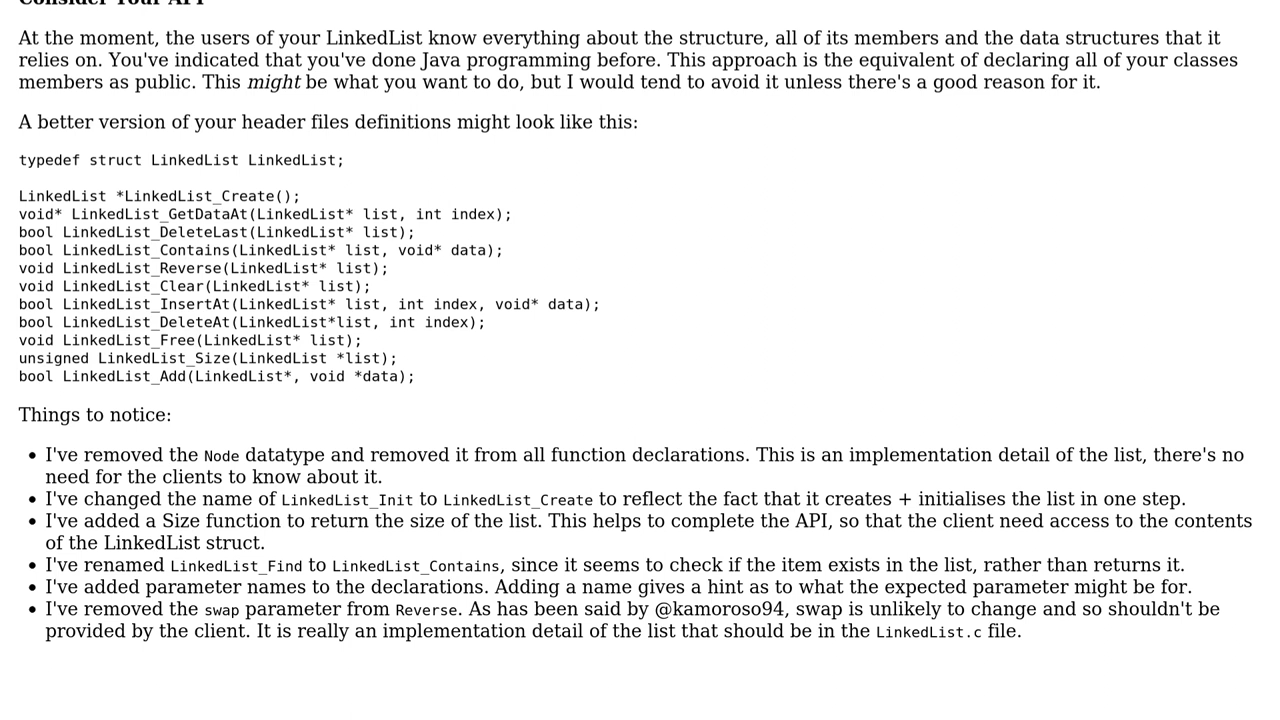 Consider Your API
At the moment, the users of your LinkedList know everything about the structure, all of its members and the data structures that it
relies on. You've indicated that you've done Java programming before. This approach is the equivalent of declaring all of your classes
members as public. This might be what you want to do, but I would tend to avoid it unless there's a good reason for it.
A better version of your header files definitions might look like this:
typedef struct LinkedList LinkedList;
LinkedList *LinkedList_Create();
void* LinkedList_GetDataAt(LinkedList* list, int index);
bool LinkedList_DeleteLast(LinkedList* list);
bool LinkedList_Contains(LinkedList* list, void* data);
void LinkedList_Reverse(LinkedList* list);
void LinkedList_Clear(LinkedList* list);
bool LinkedList_InsertAt(LinkedList* list, int index, void* data);
bool LinkedList_DeleteAt(LinkedList*list, int index);
void LinkedList_Free(LinkedList* list);
unsigned LinkedList_Size(LinkedList *list);
bool LinkedList_Add(LinkedList*, void *data);
Things to notice:
• I've removed the Node datatype and removed it from all function declarations. This is an implementation detail of the list, there's no
need for the clients to know about it.
• I've changed the name of LinkedList_Init to LinkedList_Create to reflect the fact that it creates + initialises the list in one step.
• I've added a Size function to return the size of the list. This helps to complete the API, so that the client need access to the contents
of the LinkedList struct.
• I've renamed LinkedList_Find to LinkedList_Contains, since it seems to check if the item exists in the list, rather than returns it.
• I've added parameter names to the declarations. Adding a name gives a hint as to what the expected parameter might be for.
• I've removed the swap parameter from Reverse. As has been said by @kamoroso94, swap is unlikely to change and so shouldn't be
provided by the client. It is really an implementation detail of the list that should be in the LinkedList.c file.